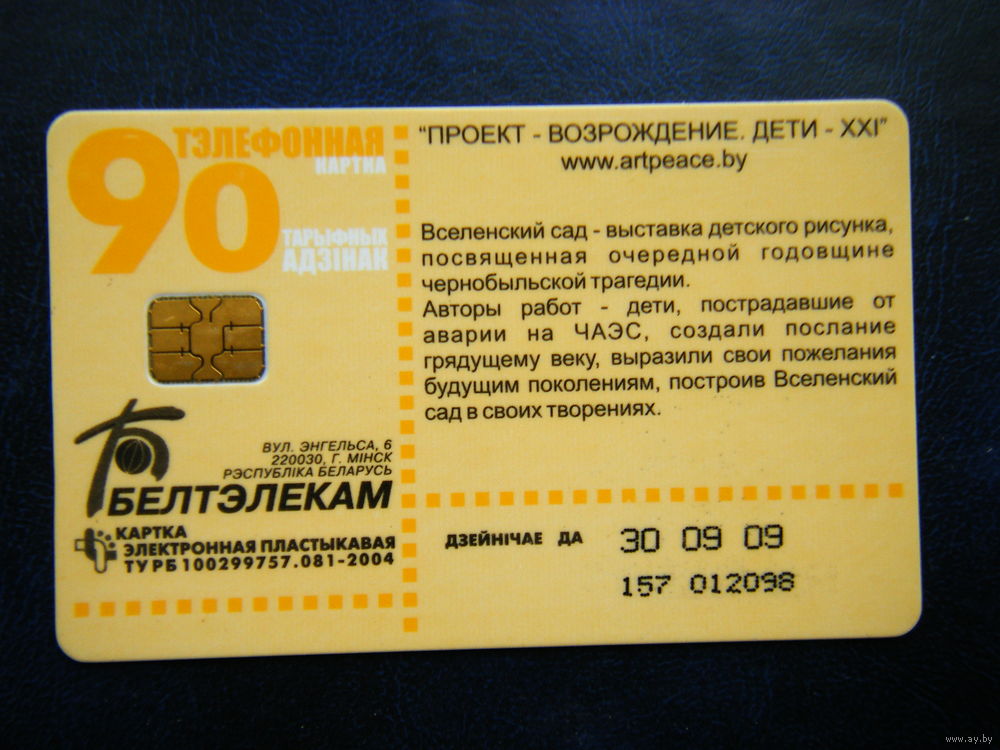 90
ТЭЛЕФОННАЯ
КАРТКА
ТАРЫФНЫХ
АДЗІНАК
"ПРОЕКТ - ВОЗРОЖДЕНИЕ. ДЕТИ - XXI"
www.artpeace.by
Вселенский сад - выставка детского рисунка,
посвященная очередной годовщине
чернобыльской трагедии.
Авторы работ - дети, пострадавшие от
аварии на ЧАЭС, создали послание
грядущему веку, выразили свои пожелания
будущим поколениям, построив Вселенский
сад в своих творениях.
ВУЛ. ЭНГЕЛЬСА, 6
220030, Г. МІНСК
РЭСПУБЛІКА БЕЛАРУСЬ
БЕЛТЭЛЕКАМ
КАРТКА
ЭЛЕКТРОННАЯ ПЛАСТЫКАВАЯ
ТУ РБ 100299757.081-2004
ДЗЕЙНІЧАЕ ДА 30 09 09
157 012098
www.ay.by